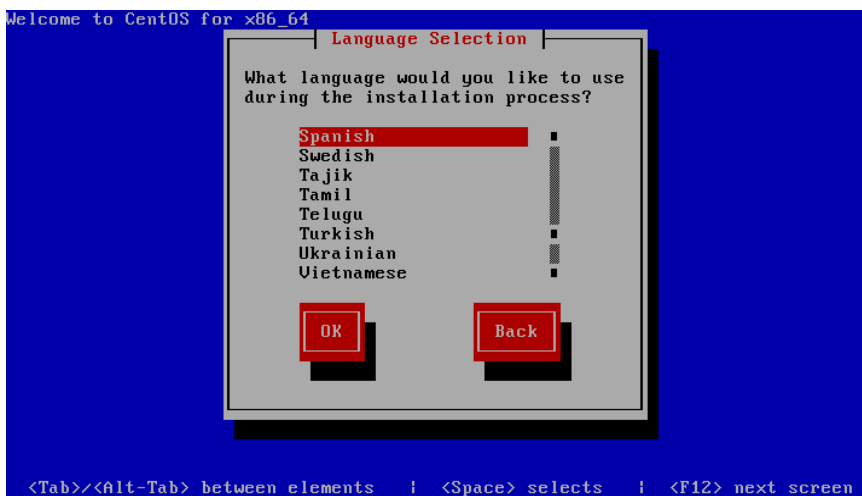 Welcome to CentOS for x86_64
Language Selection
What language would you like to use
during the installation process?
Spanish
Swedish
Tajik
Tamil
Telugu
Turkish
Ukrainian
Vietnamese
OK Back
<Tab>/<Alt-Tab> between elements ¦ <Space> selects ¦ <F12> next screen